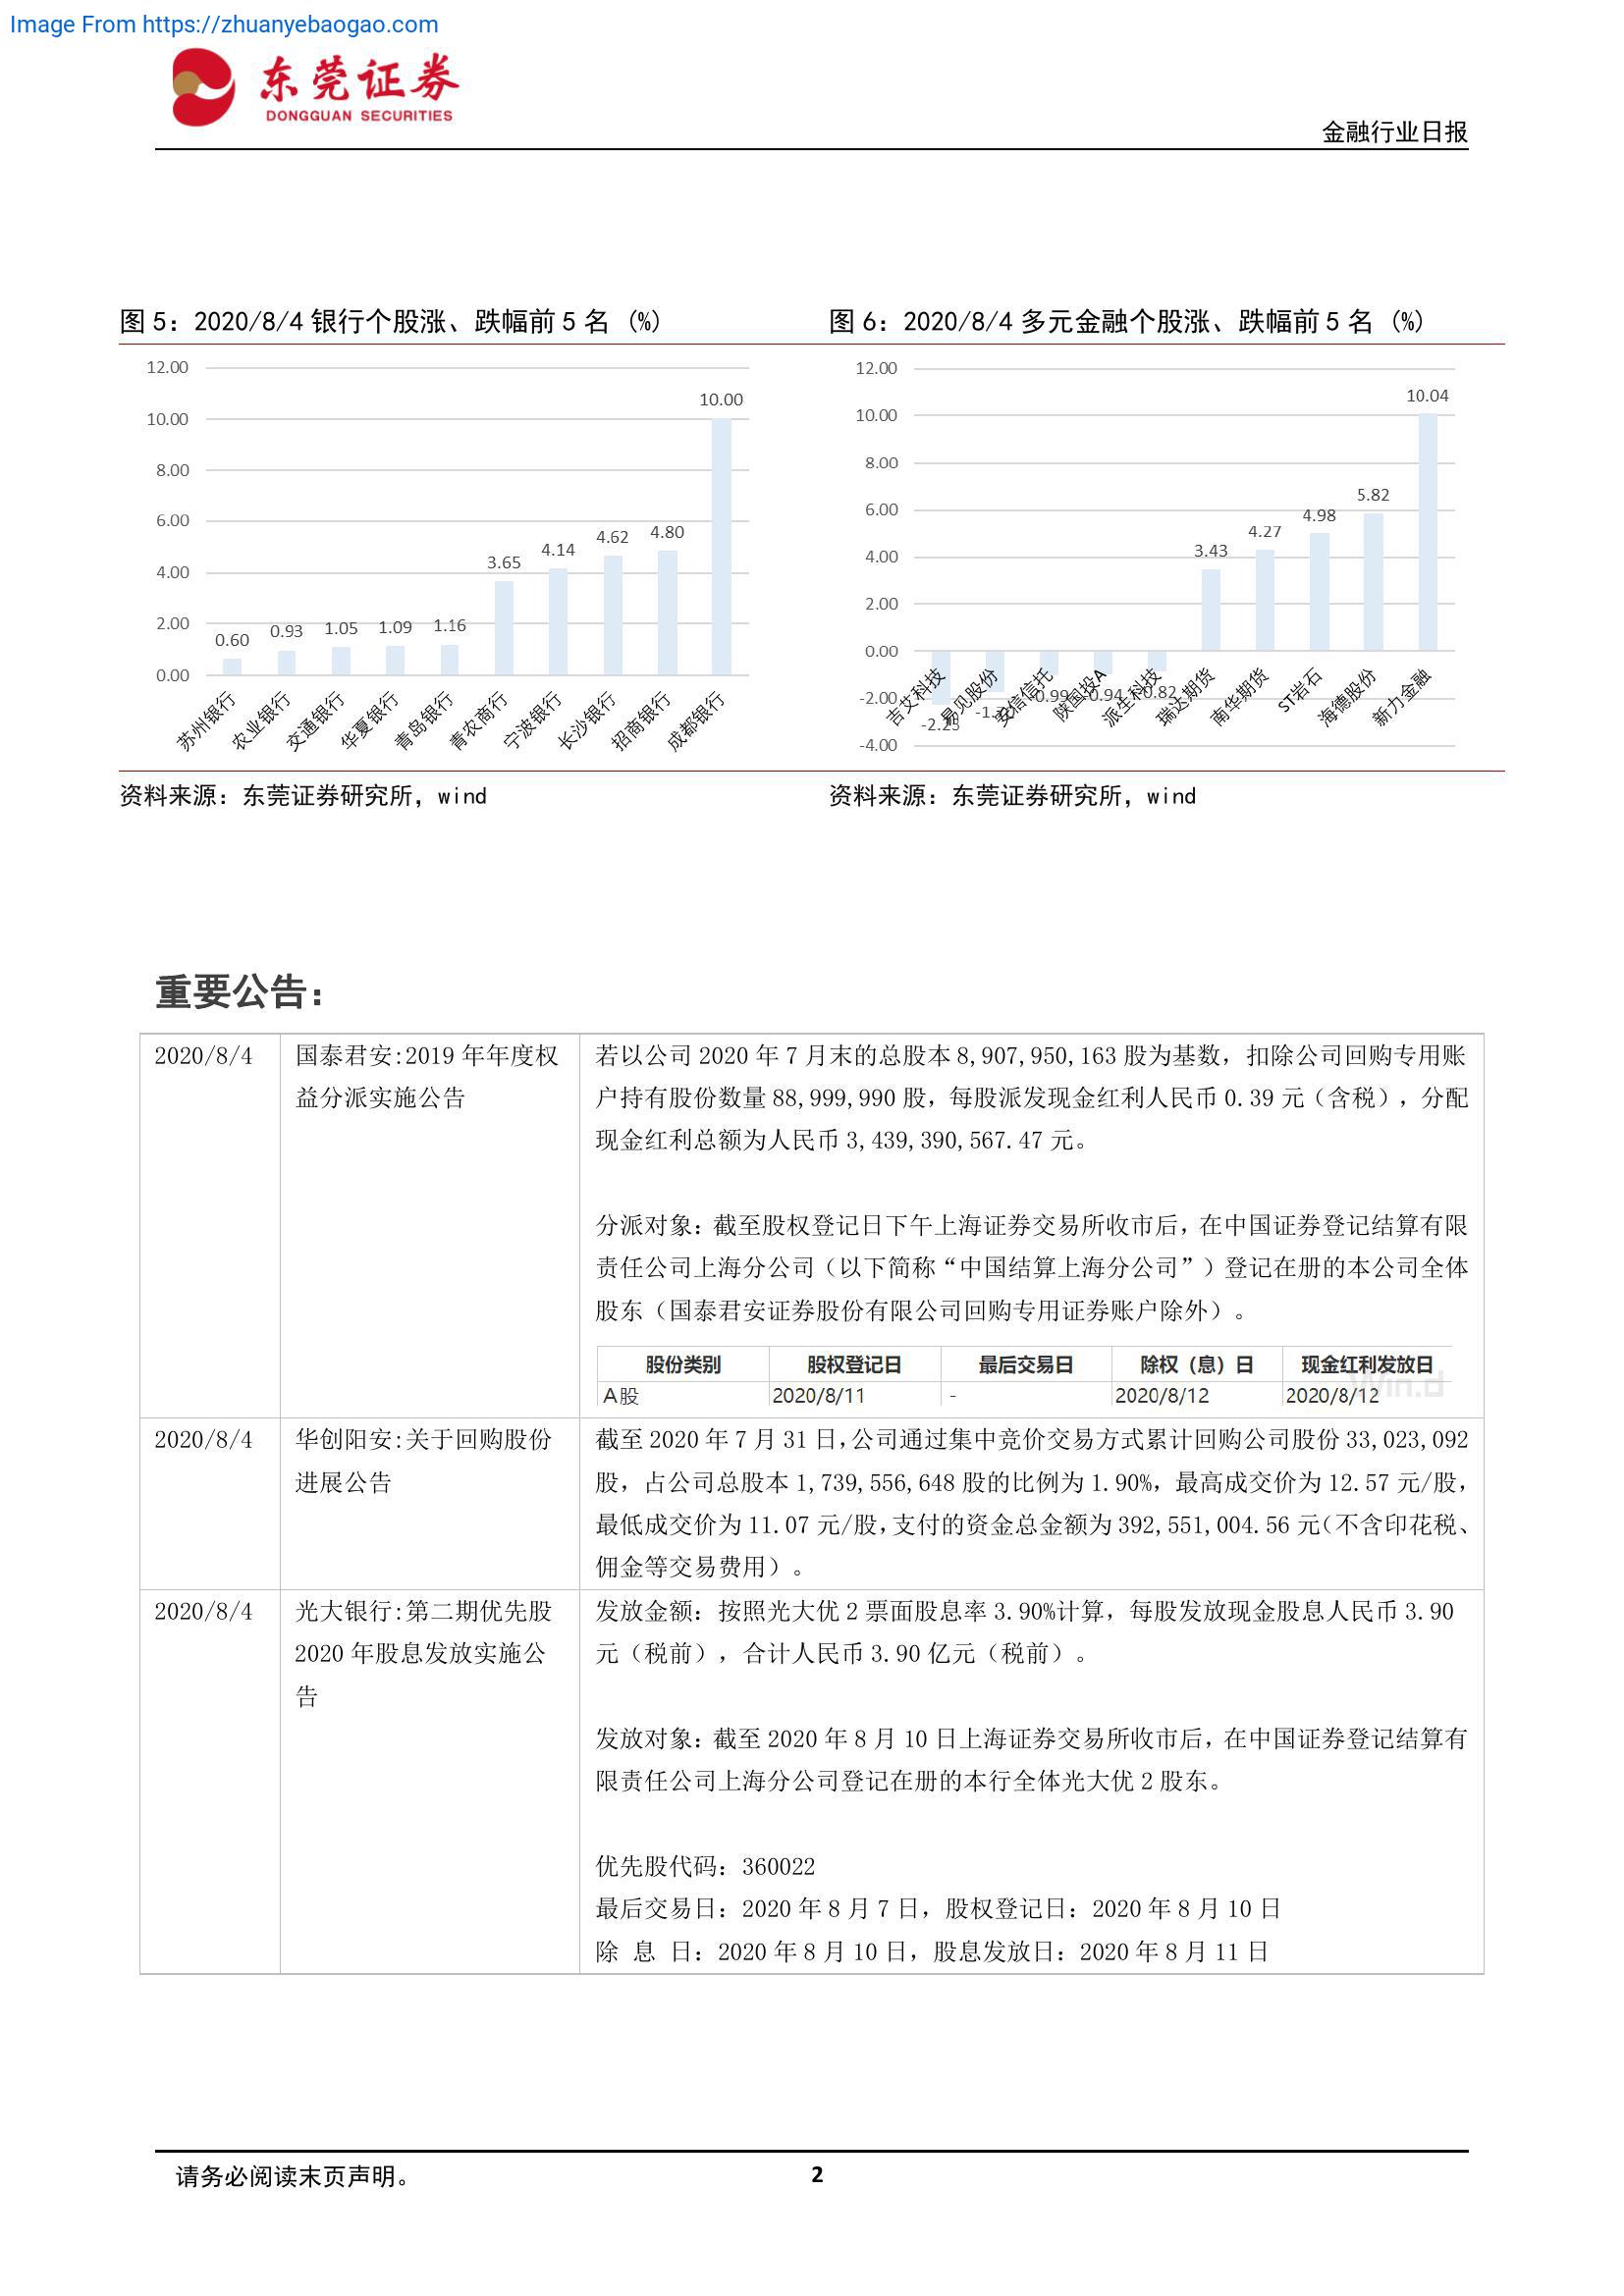 Image From https://zhuanyebaogao.com
东莞证券
DONGGUAN SECURITIES
金融行业日报
图 5：2020/8/4 银行个股涨、跌幅前 5 名 (%)
12.00
10.00
8.00
6.00
4.00
2.00
0.00
0.60
0.93
1.05
1.09
1.16
3.65
4.14
4.62
4.80
10.00
苏州银行
农业银行
交通银行
华夏银行
青岛银行
青农商行
宁波银行
长沙银行
招商银行
成都银行
资料来源：东莞证券研究所，wind
图 6：2020/8/4 多元金融个股涨、跌幅前 5 名 (%)
12.00
10.00
8.00
6.00
4.00
2.00
0.00
-2.00
-4.00
-0.99
-0.94
-0.82
3.43
4.27
4.98
5.82
10.04
吉艾科技
易见股份
安信信托
陕国投A
派生科技
瑞达期货
南华期货
ST岩石
海德股份
新力金融
资料来源：东莞证券研究所，wind
重要公告：
2020/8/4
国泰君安:2019 年年度权
益分派实施公告
若以公司 2020 年 7 月末的总股本 8,907,950,163 股为基数，扣除公司回购专用账
户持有股份数量 88,999,990 股，每股派发现金红利人民币 0.39 元（含税），分配
现金红利总额为人民币 3,439,390,567.47 元。
分派对象：截至股权登记日下午上海证券交易所收市后，在中国证券登记结算有限
责任公司上海分公司（以下简称“中国结算上海分公司”）登记在册的本公司全体
股东（国泰君安证券股份有限公司回购专用证券账户除外）。
股份类别 股权登记日 最后交易日 除权（息）日 现金红利发放日
A股 2020/8/11 - 2020/8/12 2020/8/12
Win.d
2020/8/4
华创阳安:关于回购股份
进展公告
截至 2020 年 7 月 31 日,公司通过集中竞价交易方式累计回购公司股份 33,023,092
股，占公司总股本 1,739,556,648 股的比例为 1.90%，最高成交价为 12.57 元/股，
最低成交价为 11.07 元/股，支付的资金总金额为 392,551,004.56 元（不含印花税、
佣金等交易费用）。
2020/8/4
光大银行:第二期优先股
2020 年股息发放实施公
告
发放金额：按照光大优 2 票面股息率 3.90%计算，每股发放现金股息人民币 3.90
元（税前），合计人民币 3.90 亿元（税前）。
发放对象：截至 2020 年 8 月 10 日上海证券交易所收市后，在中国证券登记结算有
限责任公司上海分公司登记在册的本行全体光大优 2 股东。
优先股代码：360022
最后交易日：2020 年 8 月 7 日，股权登记日：2020 年 8 月 10 日
除 息 日：2020 年 8 月 10 日，股息发放日：2020 年 8 月 11 日
请务必阅读末页声明。
2